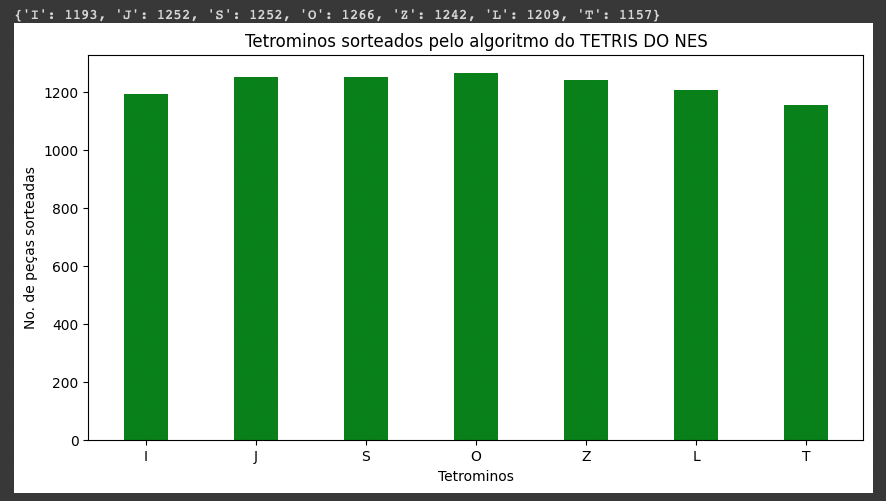 {'I': 1193, 'J': 1252, 'S': 1252, 'O': 1266, 'Z': 1242, 'L': 1209, 'T': 1157}
Tetrominos sorteados pelo algoritmo do TETRIS DO NES
1200
1000
800
600
400
200
0
No. de peças sorteadas
I J S O Z L T
Tetrominos